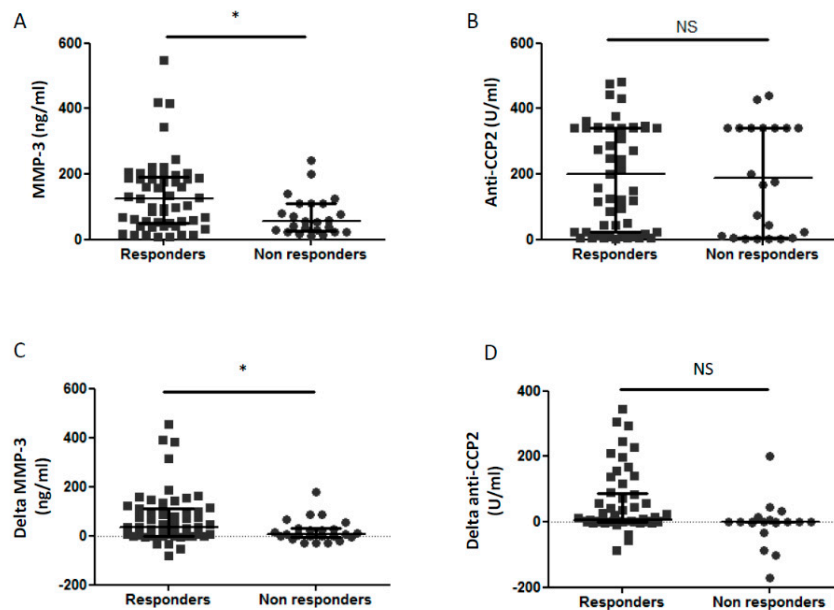 A
*
MMP-3 (ng/ml)
600
400
200
0
Responders
Non responders
B
NS
Anti-CCP2 (U/ml)
600
400
200
0
Responders
Non responders
C
*
Delta MMP-3
(ng/ml)
600
400
200
0
-200
Responders
Non responders
D
NS
Delta anti-CCP2
(U/ml)
400
200
0
-200
Responders
Non responders